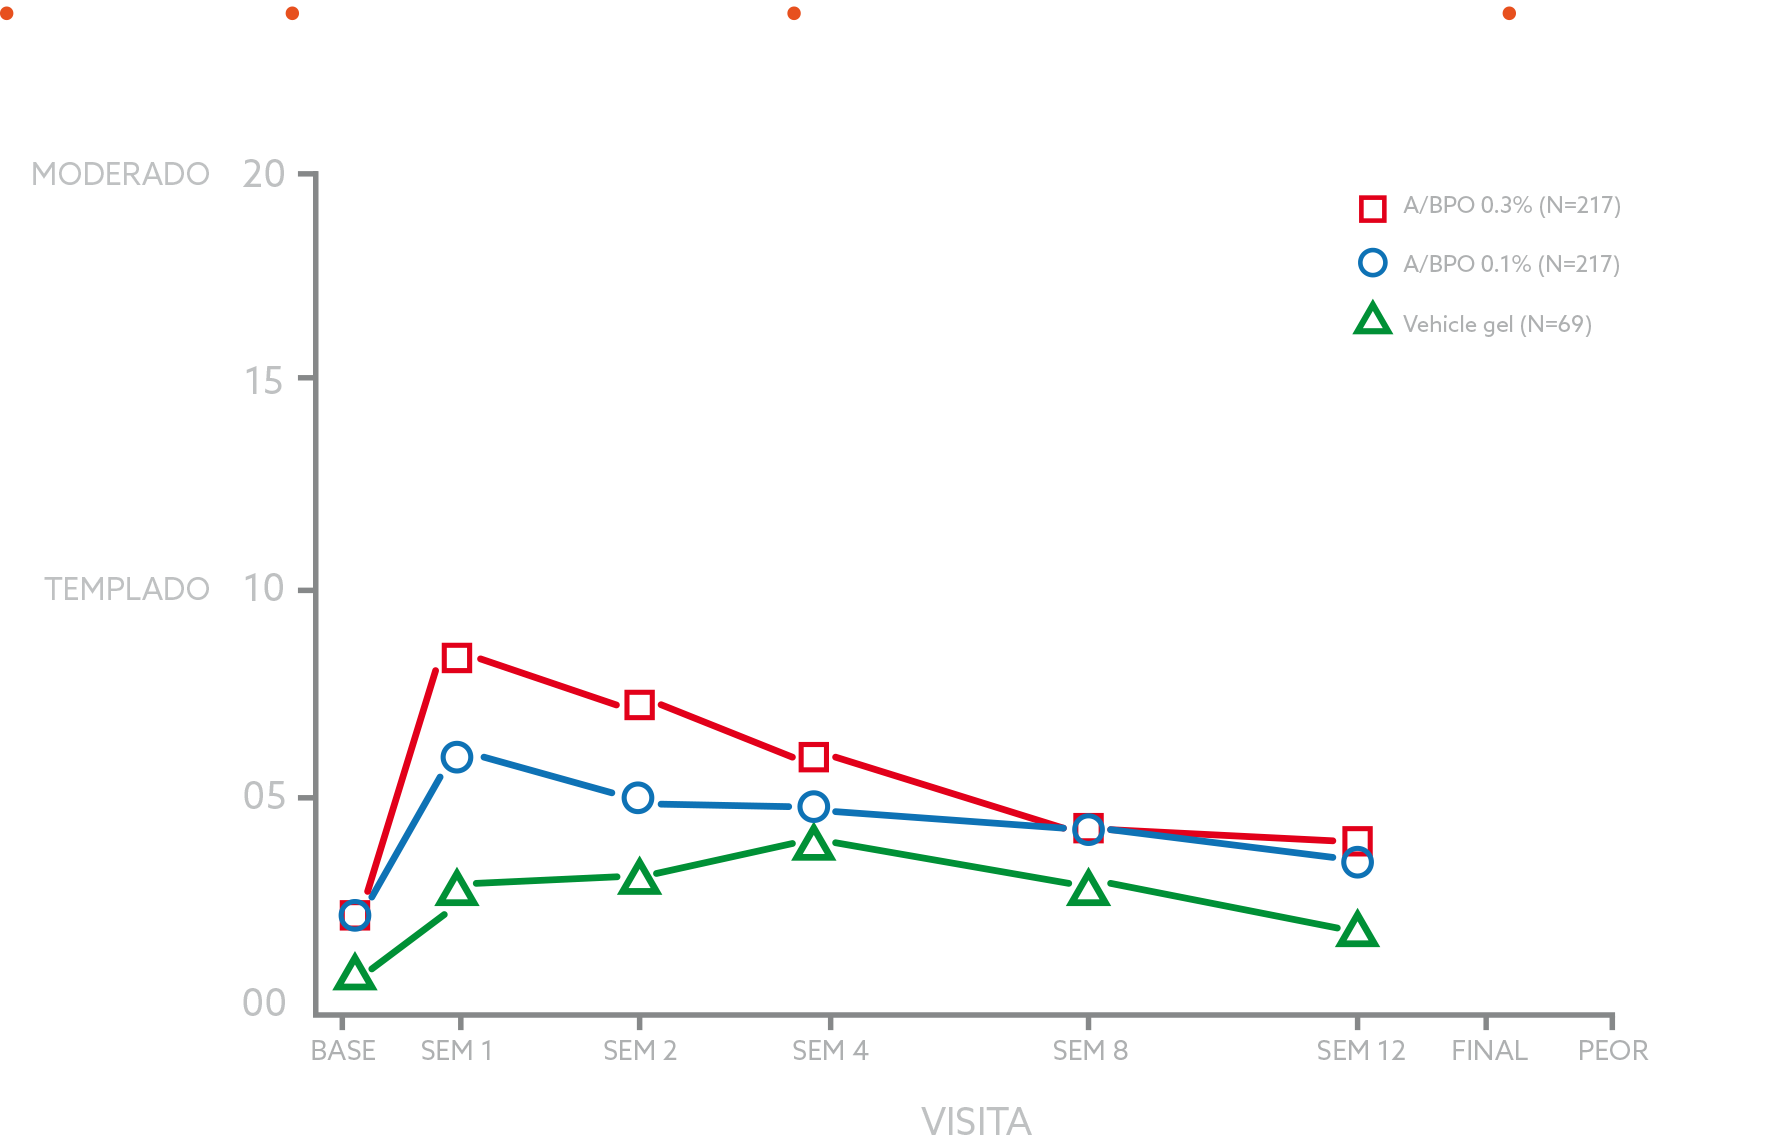 MODERADO 20
15
TEMPLADO 10
05
00
A/BPO 0.3% (N=217)
A/BPO 0.1% (N=217)
Vehicle gel (N=69)
BASE SEM 1 SEM 2 SEM 4 SEM 8 SEM 12 FINAL PEOR
VISITA